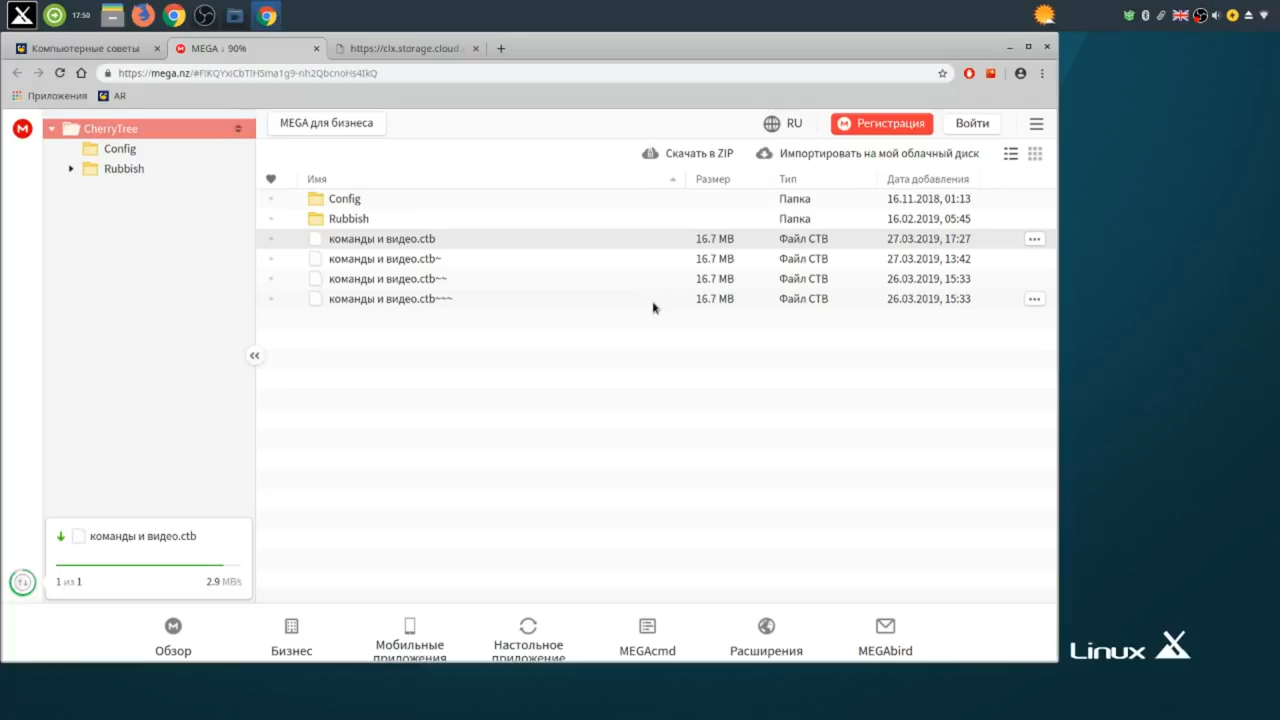 17:50
Компьютерные советы
MEGA ↓ 90%
https://clx.storage.cloud.
Приложения
AR
CherryTree
Config
Rubbish
MEGA для бизнеса
RU
Регистрация
Войти
Скачать в ZIP
Импортировать на мой облачный диск
Имя
Размер
Тип
Дата добавления
Config Папка 16.11.2018, 01:13
Rubbish Папка 16.02.2019, 05:45
команды и видео.ctb 16.7 MB Файл CTB 27.03.2019, 17:27
команды и видео.ctb~ 16.7 MB Файл CTB 27.03.2019, 13:42
команды и видео.ctb~~ 16.7 MB Файл CTB 26.03.2019, 15:33
команды и видео.ctb~~~ 16.7 MB Файл CTB 26.03.2019, 15:33
команды и видео.ctb
1 из 1 2.9 MB/s
Обзор
Бизнес
Мобильные
приложения
Настольное
приложение
MEGAcmd
Расширения
MEGAbird
Linux X